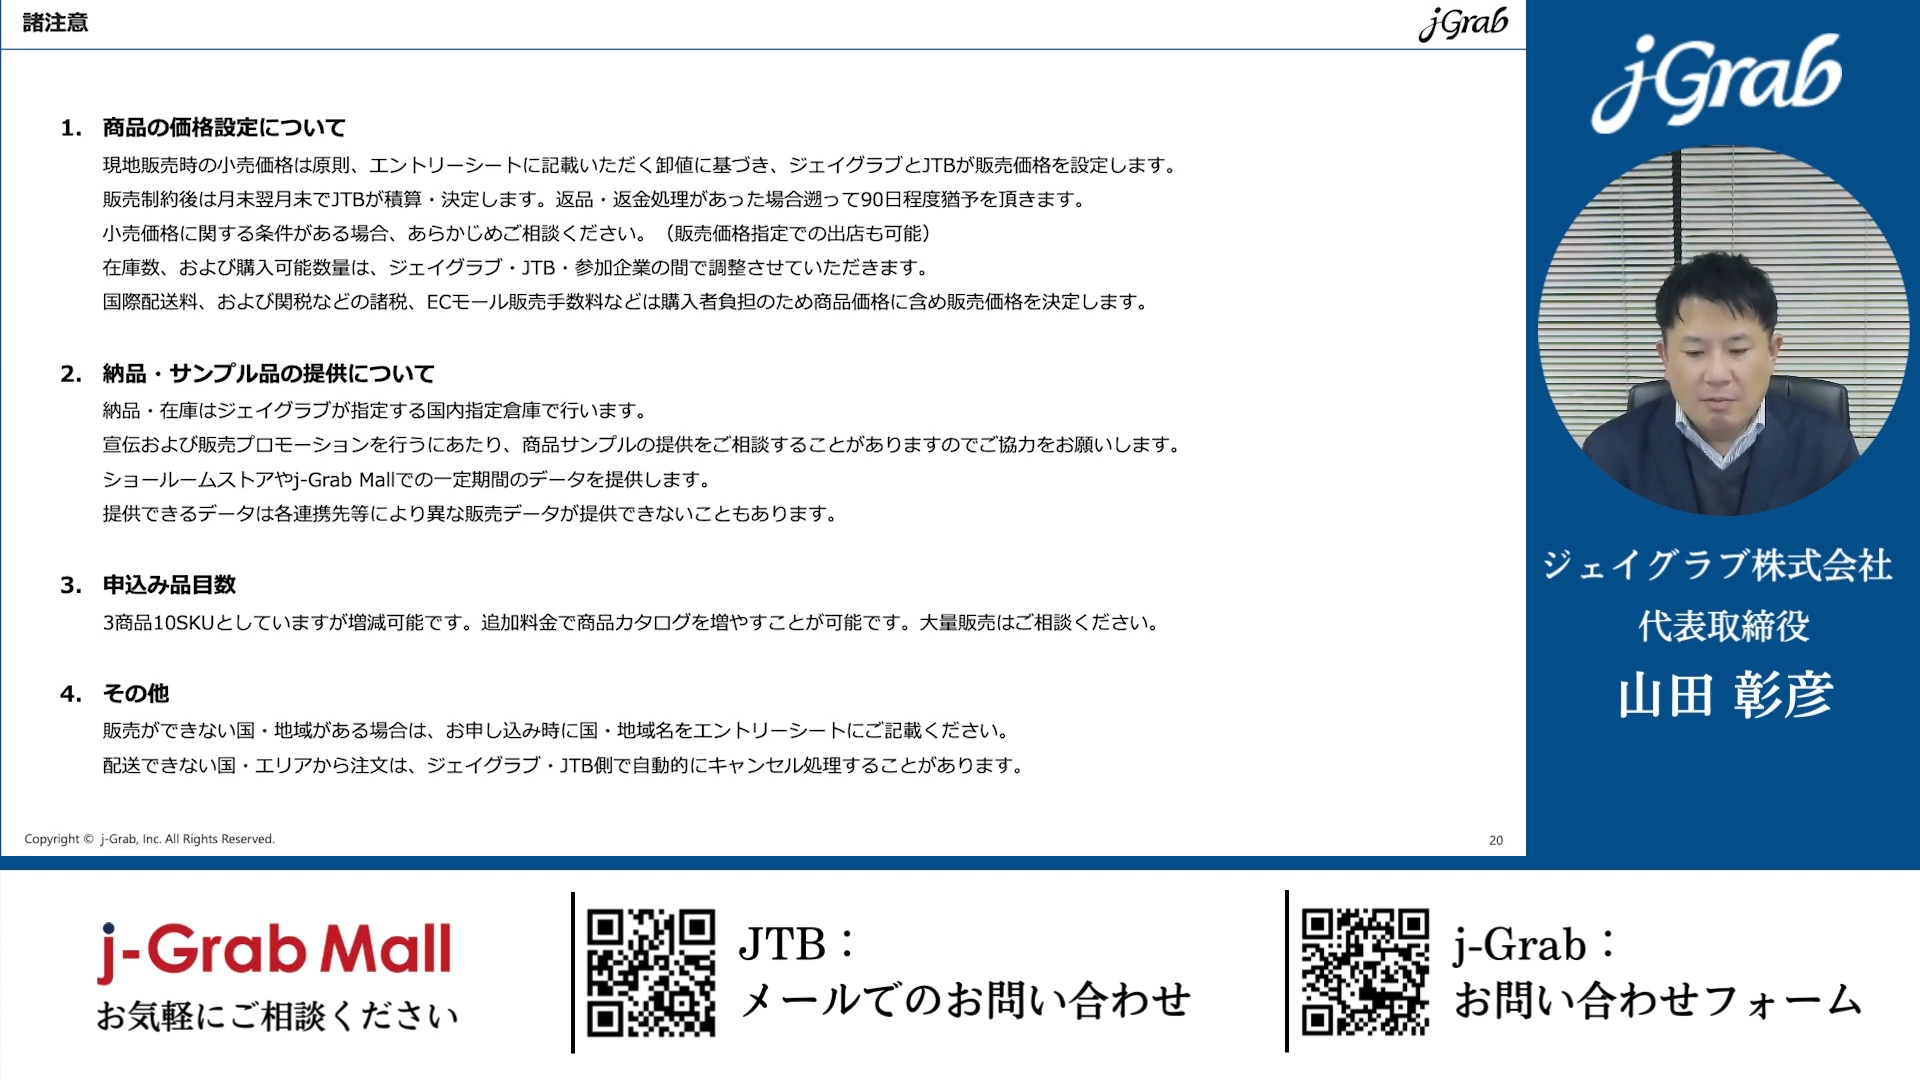 諸注意
j-Grab
1. 商品の価格設定について
現地販売時の小売価格は原則、エントリーシートに記載いただく卸値に基づき、ジェイグラブとJTBが販売価格を設定します。
販売制約後は月末翌月末でJTBが積算・決定します。返品・返金処理があった場合遡って90日程度猶予を頂きます。
小売価格に関する条件がある場合、あらかじめご相談ください。（販売価格指定での出店も可能）
在庫数、および購入可能数量は、ジェイグラブ・JTB・参加企業の間で調整させていただきます。
国際配送料、および関税などの諸税、ECモール販売手数料などは購入者負担のため商品価格に含め販売価格を決定します。
2. 納品・サンプル品の提供について
納品・在庫はジェイグラブが指定する国内指定倉庫で行います。
宣伝および販売プロモーションを行うにあたり、商品サンプルの提供をご相談することがありますのでご協力をお願いします。
ショールームストアやj-Grab Mallでの一定期間のデータを提供します。
提供できるデータは各連携先等により異な販売データが提供できないこともあります。
3. 申込み品目数
3商品10SKUとしていますが増減可能です。追加料金で商品カタログを増やすことが可能です。大量販売はご相談ください。
4. その他
販売ができない国・地域がある場合は、お申し込み時に国・地域名をエントリーシートにご記載ください。
配送できない国・エリアから注文は、ジェイグラブ・JTB側で自動的にキャンセル処理することがあります。
Copyright © j-Grab, Inc. All Rights Reserved.
20
j-Grab
ジェイグラブ株式会社
代表取締役
山田 彰彦
j-Grab Mall
お気軽にご相談ください
JTB：
メールでのお問い合わせ
j-Grab：
お問い合わせフォーム